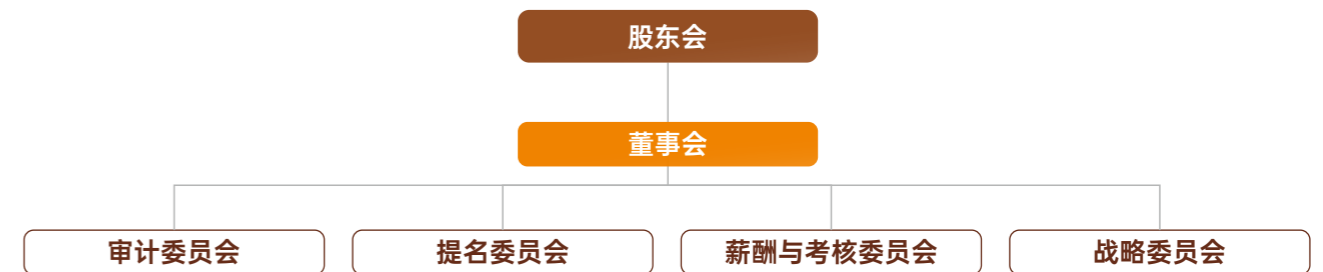 股东会
董事会
审计委员会
提名委员会
薪酬与考核委员会
战略委员会